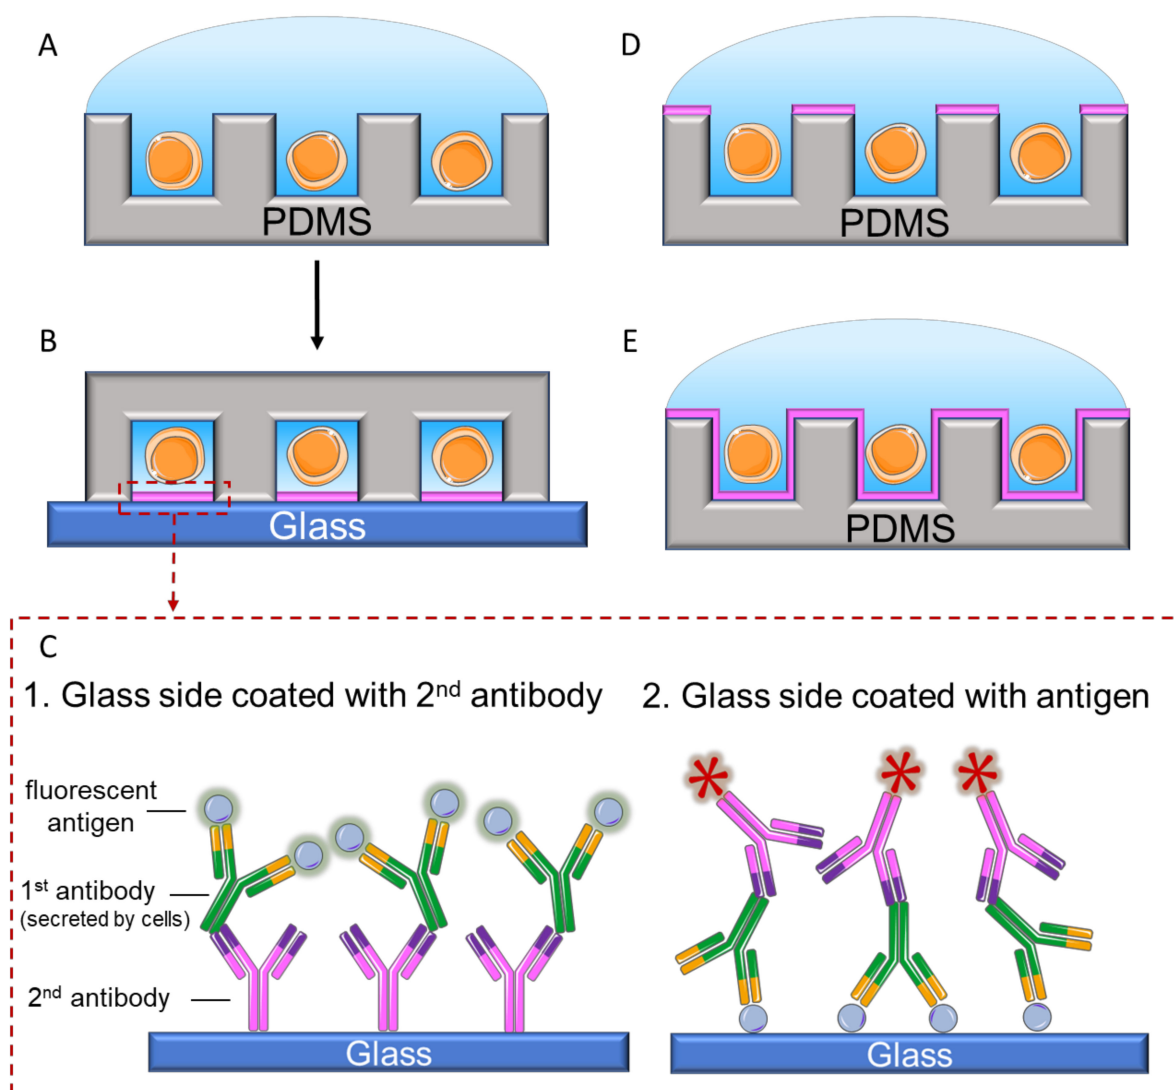 A
D
PDMS
PDMS
B
E
Glass
PDMS
C
1. Glass side coated with 2nd antibody
2. Glass side coated with antigen
fluorescent
antigen
1st antibody
(secreted by cells)
2nd antibody
Glass
Glass